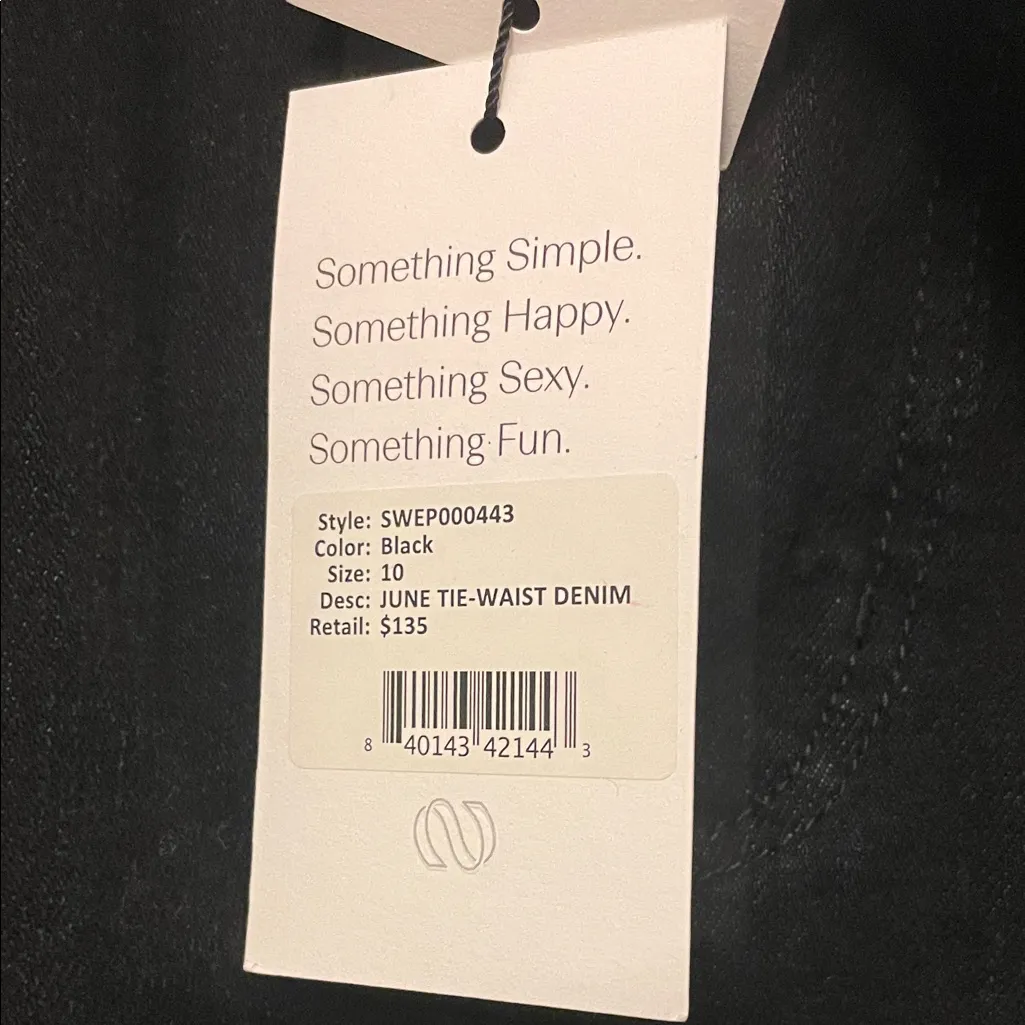 Something Simple.
Something Happy.
Something Sexy.
Something Fun.
Style: SWEP000443
Color: Black
Size: 10
Desc: JUNE TIE-WAIST DENIM
Retail: $135
8 40143 42144 3